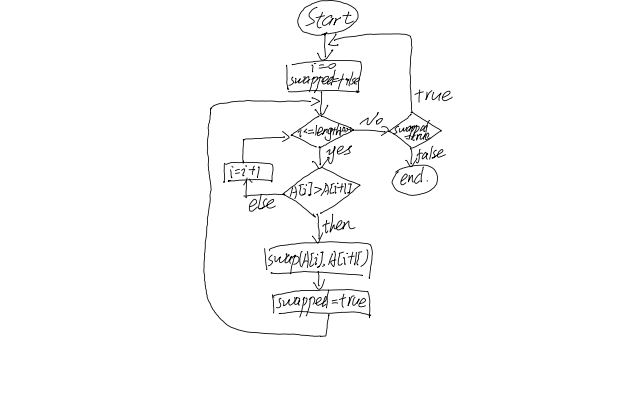 Start
i=0
swapped=false
No
true
swapped
=true
yes
false
end.
i=i+1
A[i]>A[i+1]
else
then
swap(A[i], A[i+1])
swapped=true